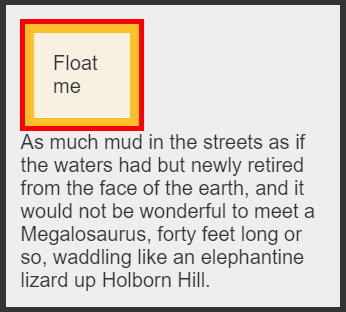 Float
me
As much mud in the streets as if
the waters had but newly retired
from the face of the earth, and it
would not be wonderful to meet a
Megalosaurus, forty feet long or
so, waddling like an elephantine
lizard up Holborn Hill.